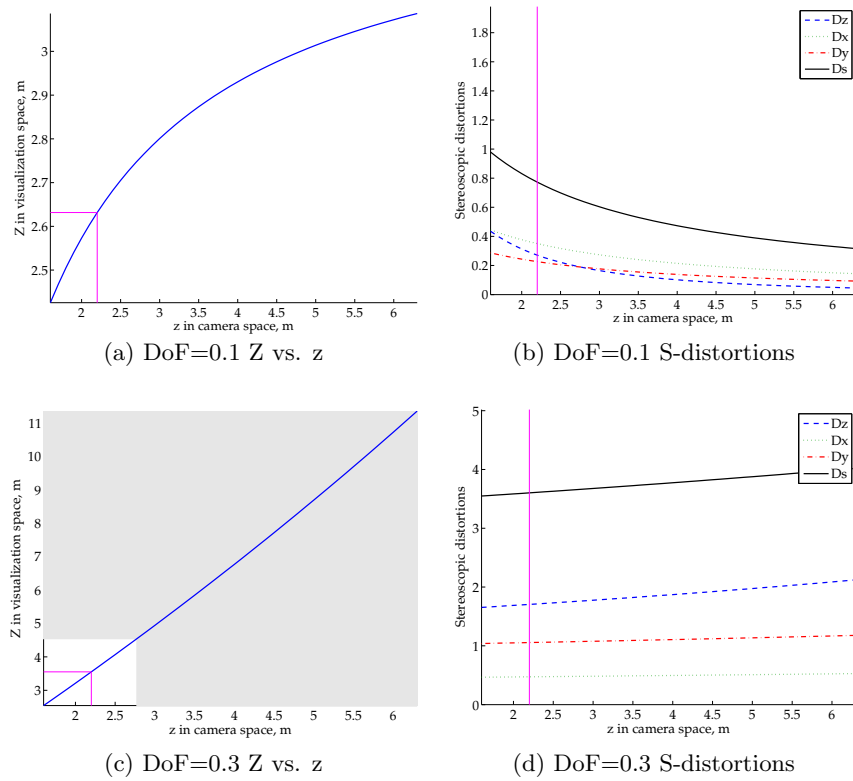 3
2.9
2.8
2.7
2.6
2.5
Z in visualization space, m
2 2.5 3 3.5 4 4.5 5 5.5 6
z in camera space, m
(a) DoF=0.1 Z vs. z
1.8
1.6
1.4
1.2
1
0.8
0.6
0.4
0.2
0
Stereoscopic distortions
Dz
Dx
Dy
Ds
2 2.5 3 3.5 4 4.5 5 5.5 6
z in camera space, m
(b) DoF=0.1 S-distortions
11
10
9
8
7
6
5
4
3
Z in visualization space, m
2 2.5 3 3.5 4 4.5 5 5.5 6
z in camera space, m
(c) DoF=0.3 Z vs. z
5
4
3
2
1
0
Stereoscopic distortions
Dz
Dx
Dy
Ds
2 2.5 3 3.5 4 4.5 5 5.5 6
z in camera space, m
(d) DoF=0.3 S-distortions